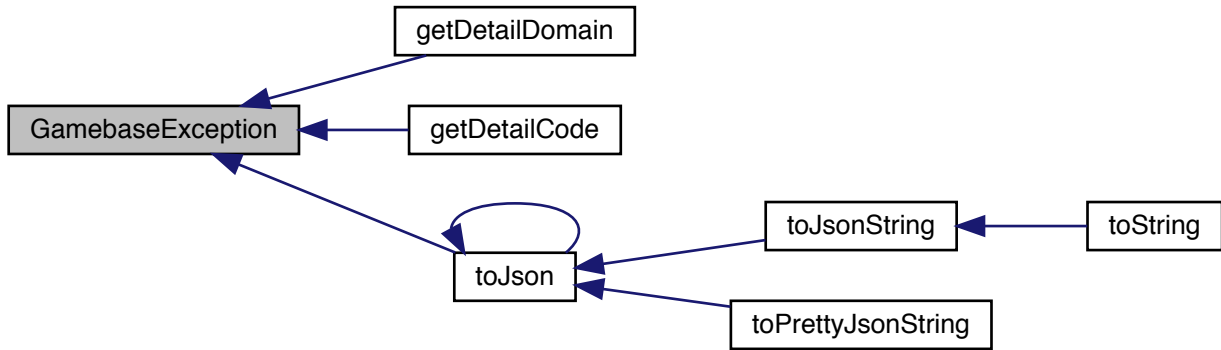 getDetailDomain
GamebaseException
getDetailCode
toJsonString
toString
toJson
toPrettyJsonString